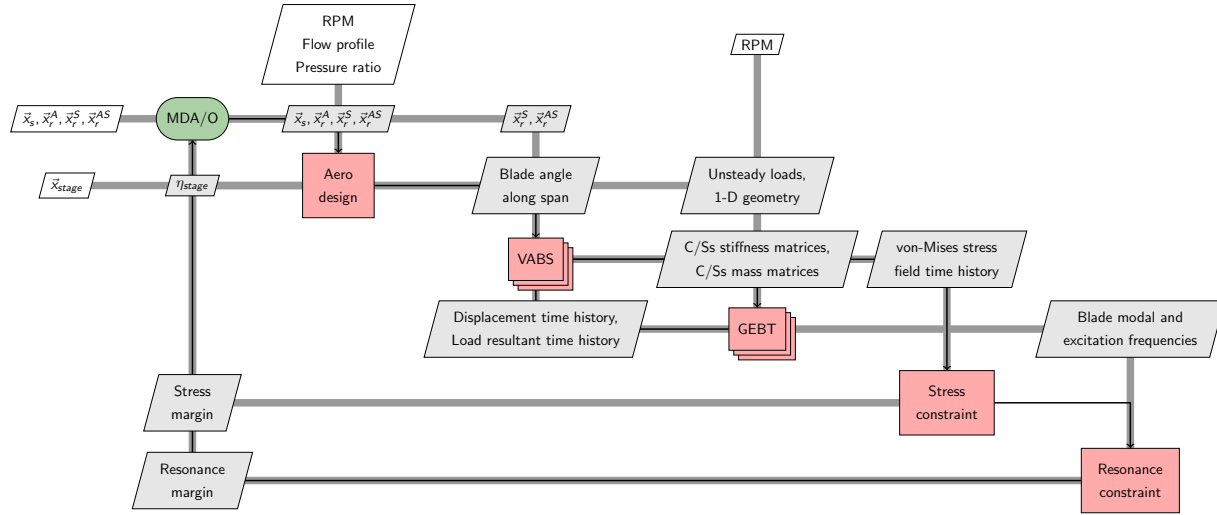 RPM
Flow profile
Pressure ratio
RPM
x⃗_s, x⃗_r^A, x⃗_r^S, x⃗_r^AS
MDA/O
x⃗_s, x⃗_r^A, x⃗_r^S, x⃗_r^AS
x⃗_r^S, x⃗_r^AS
x⃗_stage
η_stage
Aero
design
Blade angle
along span
Unsteady loads,
1-D geometry
VABS
C/Ss stiffness matrices,
C/Ss mass matrices
von-Mises stress
field time history
Displacement time history,
Load resultant time history
GEBT
Blade modal and
excitation frequencies
Stress
margin
Stress
constraint
Resonance
margin
Resonance
constraint